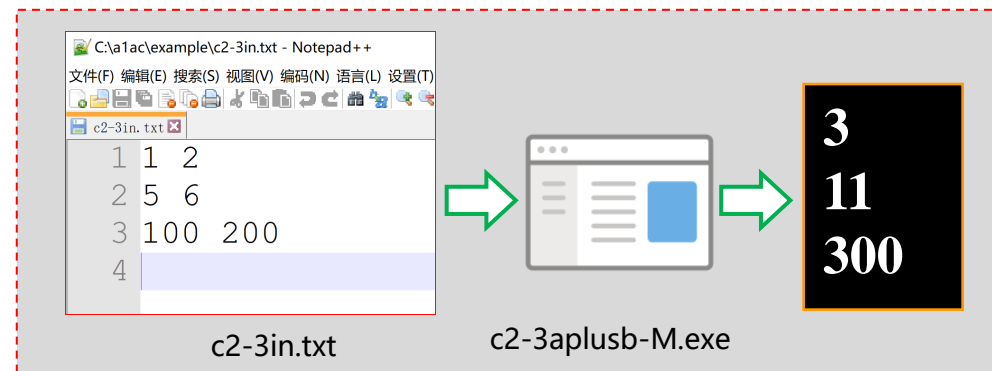 C:\a1ac\example\c2-3in.txt - Notepad++
文件(F) 编辑(E) 搜索(S) 视图(V) 编码(N) 语言(L) 设置(T)
c2-3in.txt
1 1 2
2 5 6
3 100 200
4
3
11
300
c2-3in.txt
c2-3aplusb-M.exe